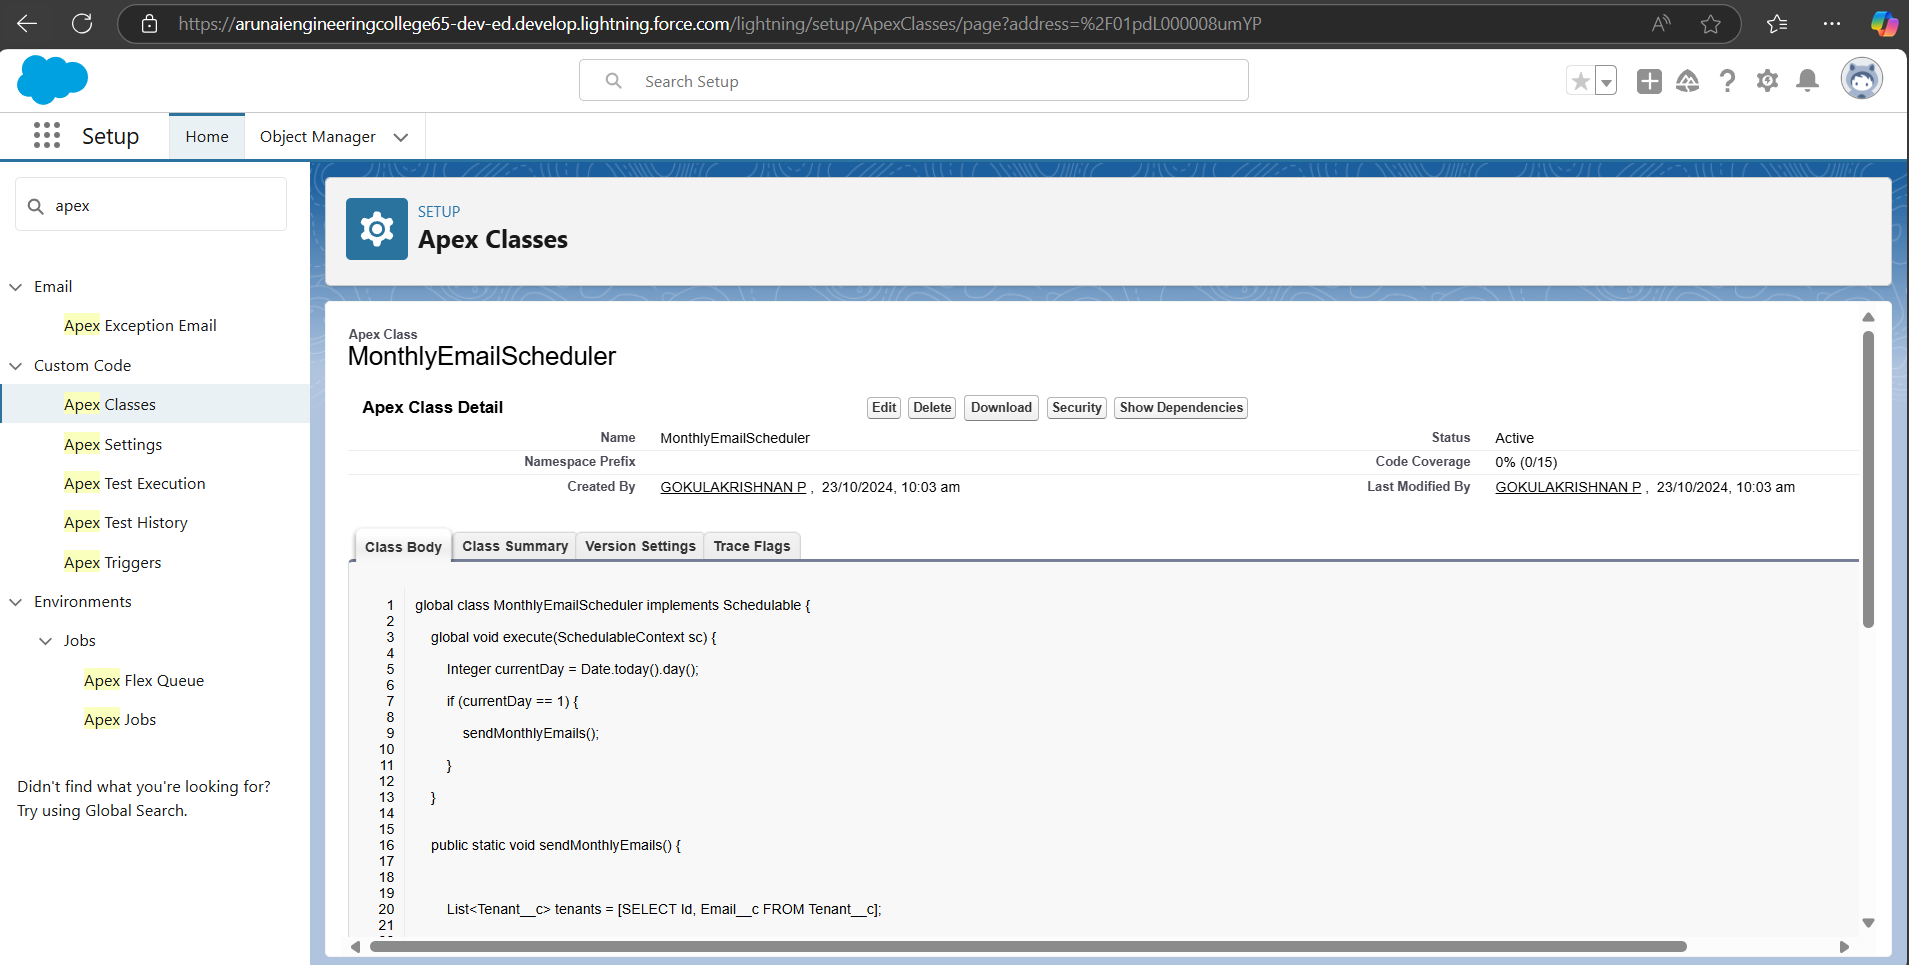 https://arunaiengineeringcollege65-dev-ed.develop.lightning.force.com/lightning/setup/ApexClasses/page?address=%2F01pdL000008umYP
Search Setup
Setup
Home
Object Manager
apex
Email
Apex Exception Email
Custom Code
Apex Classes
Apex Settings
Apex Test Execution
Apex Test History
Apex Triggers
Environments
Jobs
Apex Flex Queue
Apex Jobs
Didn't find what you're looking for?
Try using Global Search.
SETUP
Apex Classes
Apex Class
MonthlyEmailScheduler
Apex Class Detail
Edit Delete Download Security Show Dependencies
Name MonthlyEmailScheduler Status Active
Namespace Prefix Code Coverage 0% (0/15)
Created By GOKULAKRISHNAN P , 23/10/2024, 10:03 am Last Modified By GOKULAKRISHNAN P , 23/10/2024, 10:03 am
Class Body Class Summary Version Settings Trace Flags
1 global class MonthlyEmailScheduler implements Schedulable {
2
3 global void execute(SchedulableContext sc) {
4
5 Integer currentDay = Date.today().day();
6
7 if (currentDay == 1) {
8
9 sendMonthlyEmails();
10
11 }
12
13 }
14
15
16 public static void sendMonthlyEmails() {
17
18
19
20 List<Tenant__c> tenants = [SELECT Id, Email__c FROM Tenant__c];
21